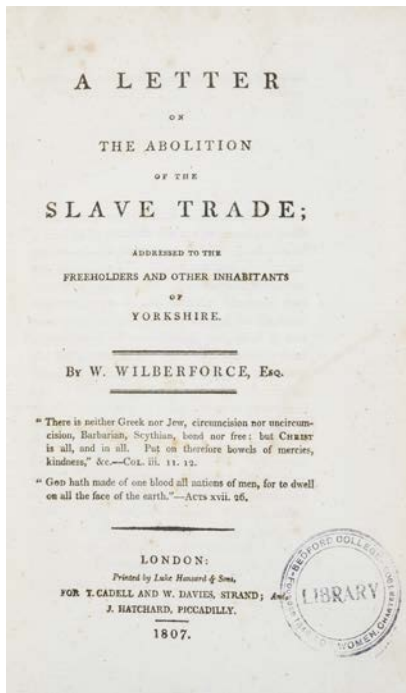 A LETTER
ON
THE ABOLITION
OF THE
SLAVE TRADE;
ADDRESSED TO THE
FREEHOLDERS AND OTHER INHABITANTS
OF
YORKSHIRE.
By W. WILBERFORCE, Esq.
“ There is neither Greek nor Jew, circumcision nor uncircum-
cision, Barbarian, Scythian, bond nor free: but CHRIST
is all, and in all. Put on therefore bowels of mercies,
kindness,” &c.—COL. iii. 11. 12.
“ GOD hath made of one blood all nations of men, for to dwell
on all the face of the earth.”—ACTS xvii. 26.
LONDON:
Printed by Luke Hansard & Sons,
FOR T. CADELL AND W. DAVIES, STRAND; And
J. HATCHARD, PICCADILLY.
1807.
BEDFORD COLLEGE
LIBRARY
WOMEN.